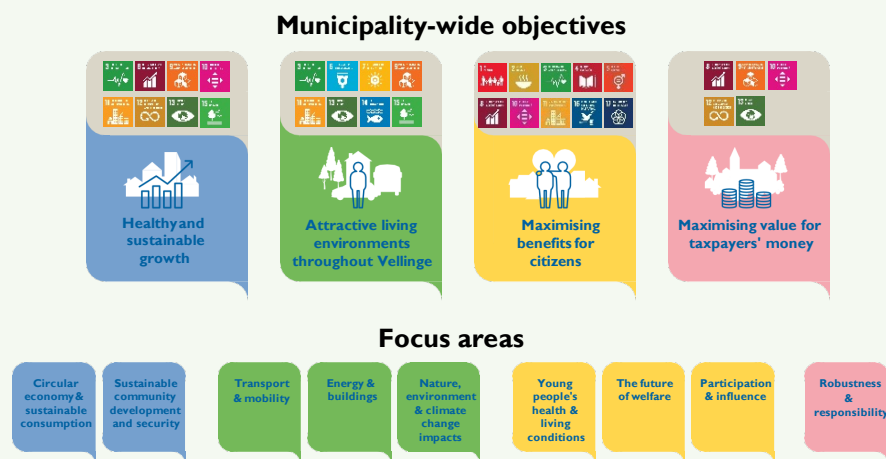 Municipality-wide objectives
Healthy and
sustainable
growth
Attractive living
environments
throughout Vellinge
Maximising
benefits for
citizens
Maximising value for
taxpayers' money
Focus areas
Circular
economy &
sustainable
consumption
Sustainable
community
development
and security
Transport
& mobility
Energy &
buildings
Nature,
environment
& climate
change
impacts
Young
people's
health &
living
conditions
The future
of welfare
Participation
& influence
Robustness
&
responsibility